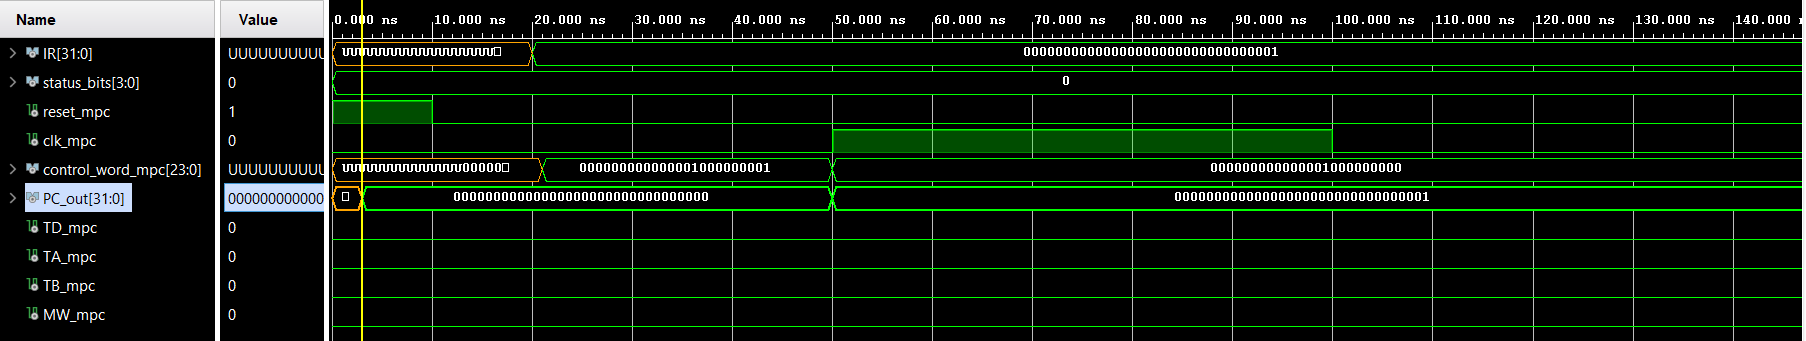 Name Value 0.000 ns 10.000 ns 20.000 ns 30.000 ns 40.000 ns 50.000 ns 60.000 ns 70.000 ns 80.000 ns 90.000 ns 100.000 ns 110.000 ns 120.000 ns 130.000 ns 140.000
IR[31:0] UUUUUUUUUU UUUUUUUUUUUUUUUUUUU 00000000000000000000000000000001
status_bits[3:0] 0 0
reset_mpc 1
clk_mpc 0
control_word_mpc[23:0] UUUUUUUUUU UUUUUUUUUUUUUUU00000 000000000000001000000001 000000000000001000000000
PC_out[31:0] 000000000000 00000000000000000000000000000000 00000000000000000000000000000001
TD_mpc 0
TA_mpc 0
TB_mpc 0
MW_mpc 0